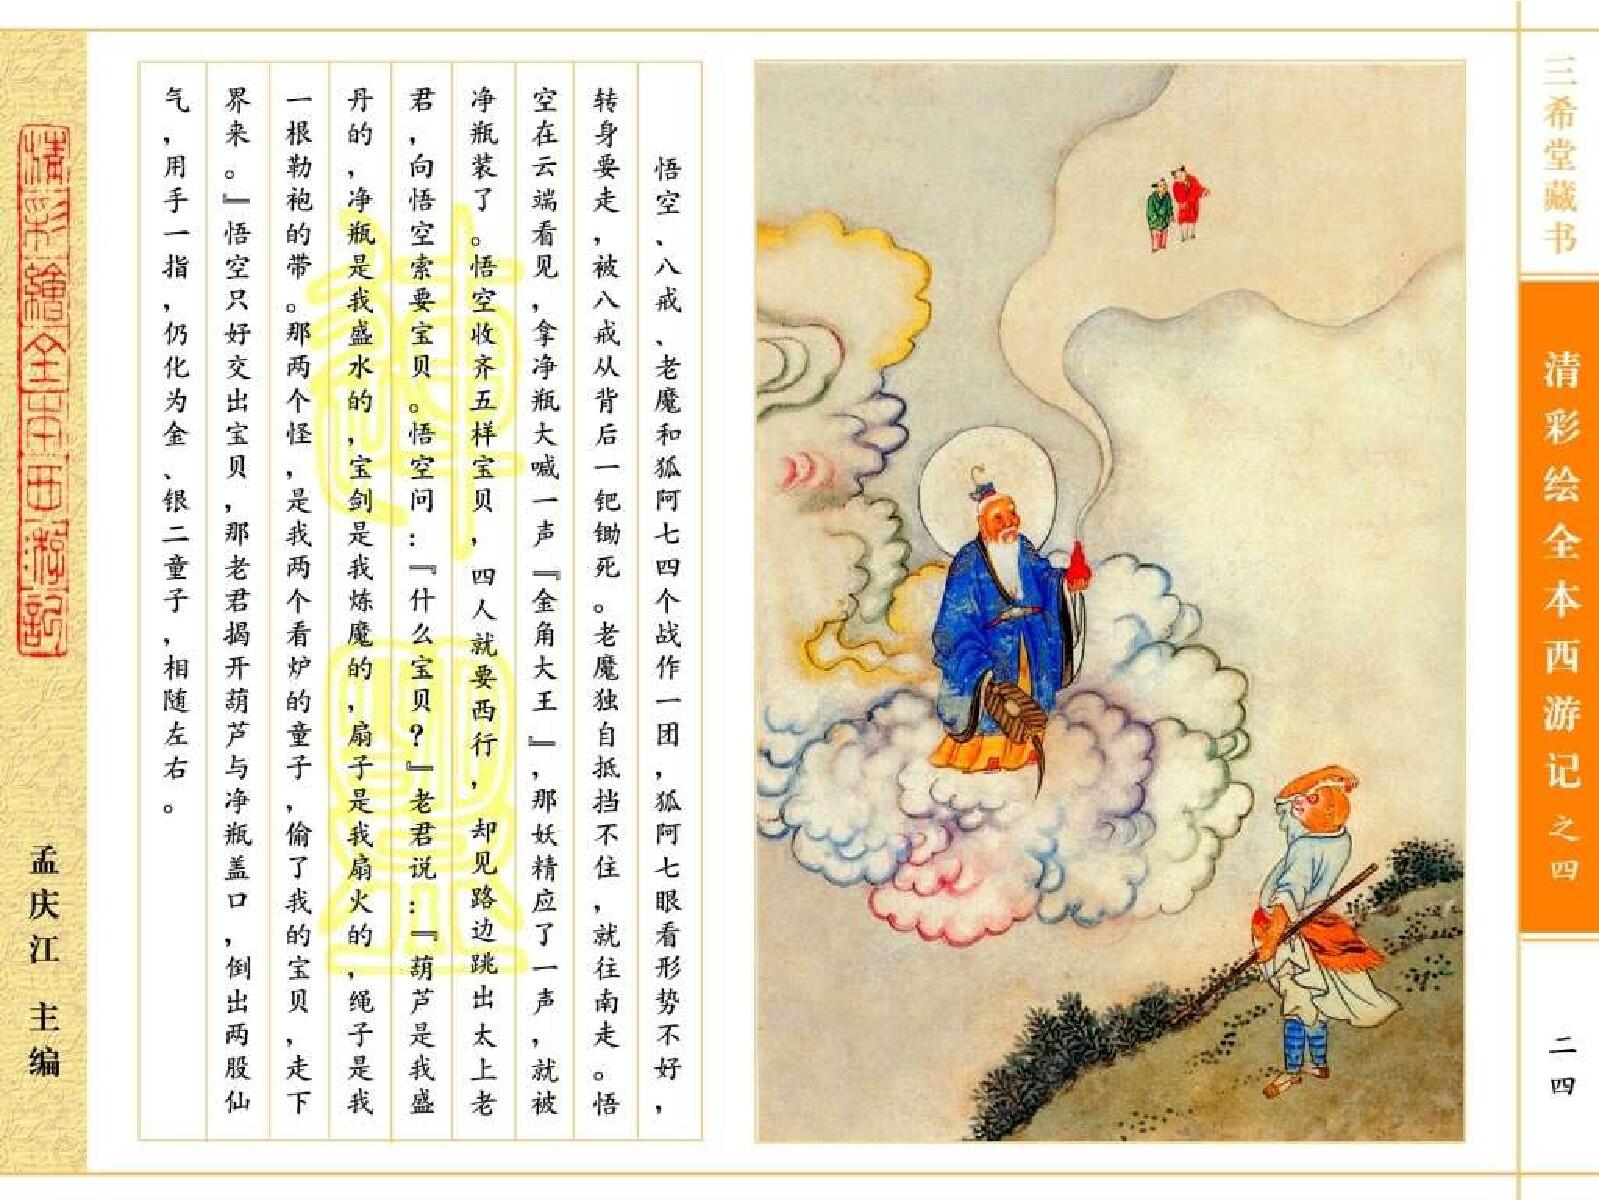 三希堂藏书
清彩绘全本西游记之四
二四
悟空、八戒、老魔和狐阿七四个战作一团，狐阿七眼看形势不好，
转身要走，被八戒从背后一钯锄死。老魔独自抵挡不住，就往南走。悟
空在云端看见，拿净瓶大喊一声『金角大王』，那妖精应了一声，就被
净瓶装了。悟空收齐五样宝贝，四人就要西行，却见路边跳出太上老
君，向悟空索要宝贝。悟空问：『什么宝贝？』老君说：『葫芦是我盛
丹的，净瓶是我盛水的，宝剑是我炼魔的，扇子是我扇火的，绳子是我
一根勒袍的带。那两个怪，是我两个看炉的童子，偷了我的宝贝，走下
界来。』悟空只好交出宝贝，那老君揭开葫芦与净瓶盖口，倒出两股仙
气，用手一指，仍化为金、银二童子，相随左右。
清彩繪全本西游記
孟庆江 主编